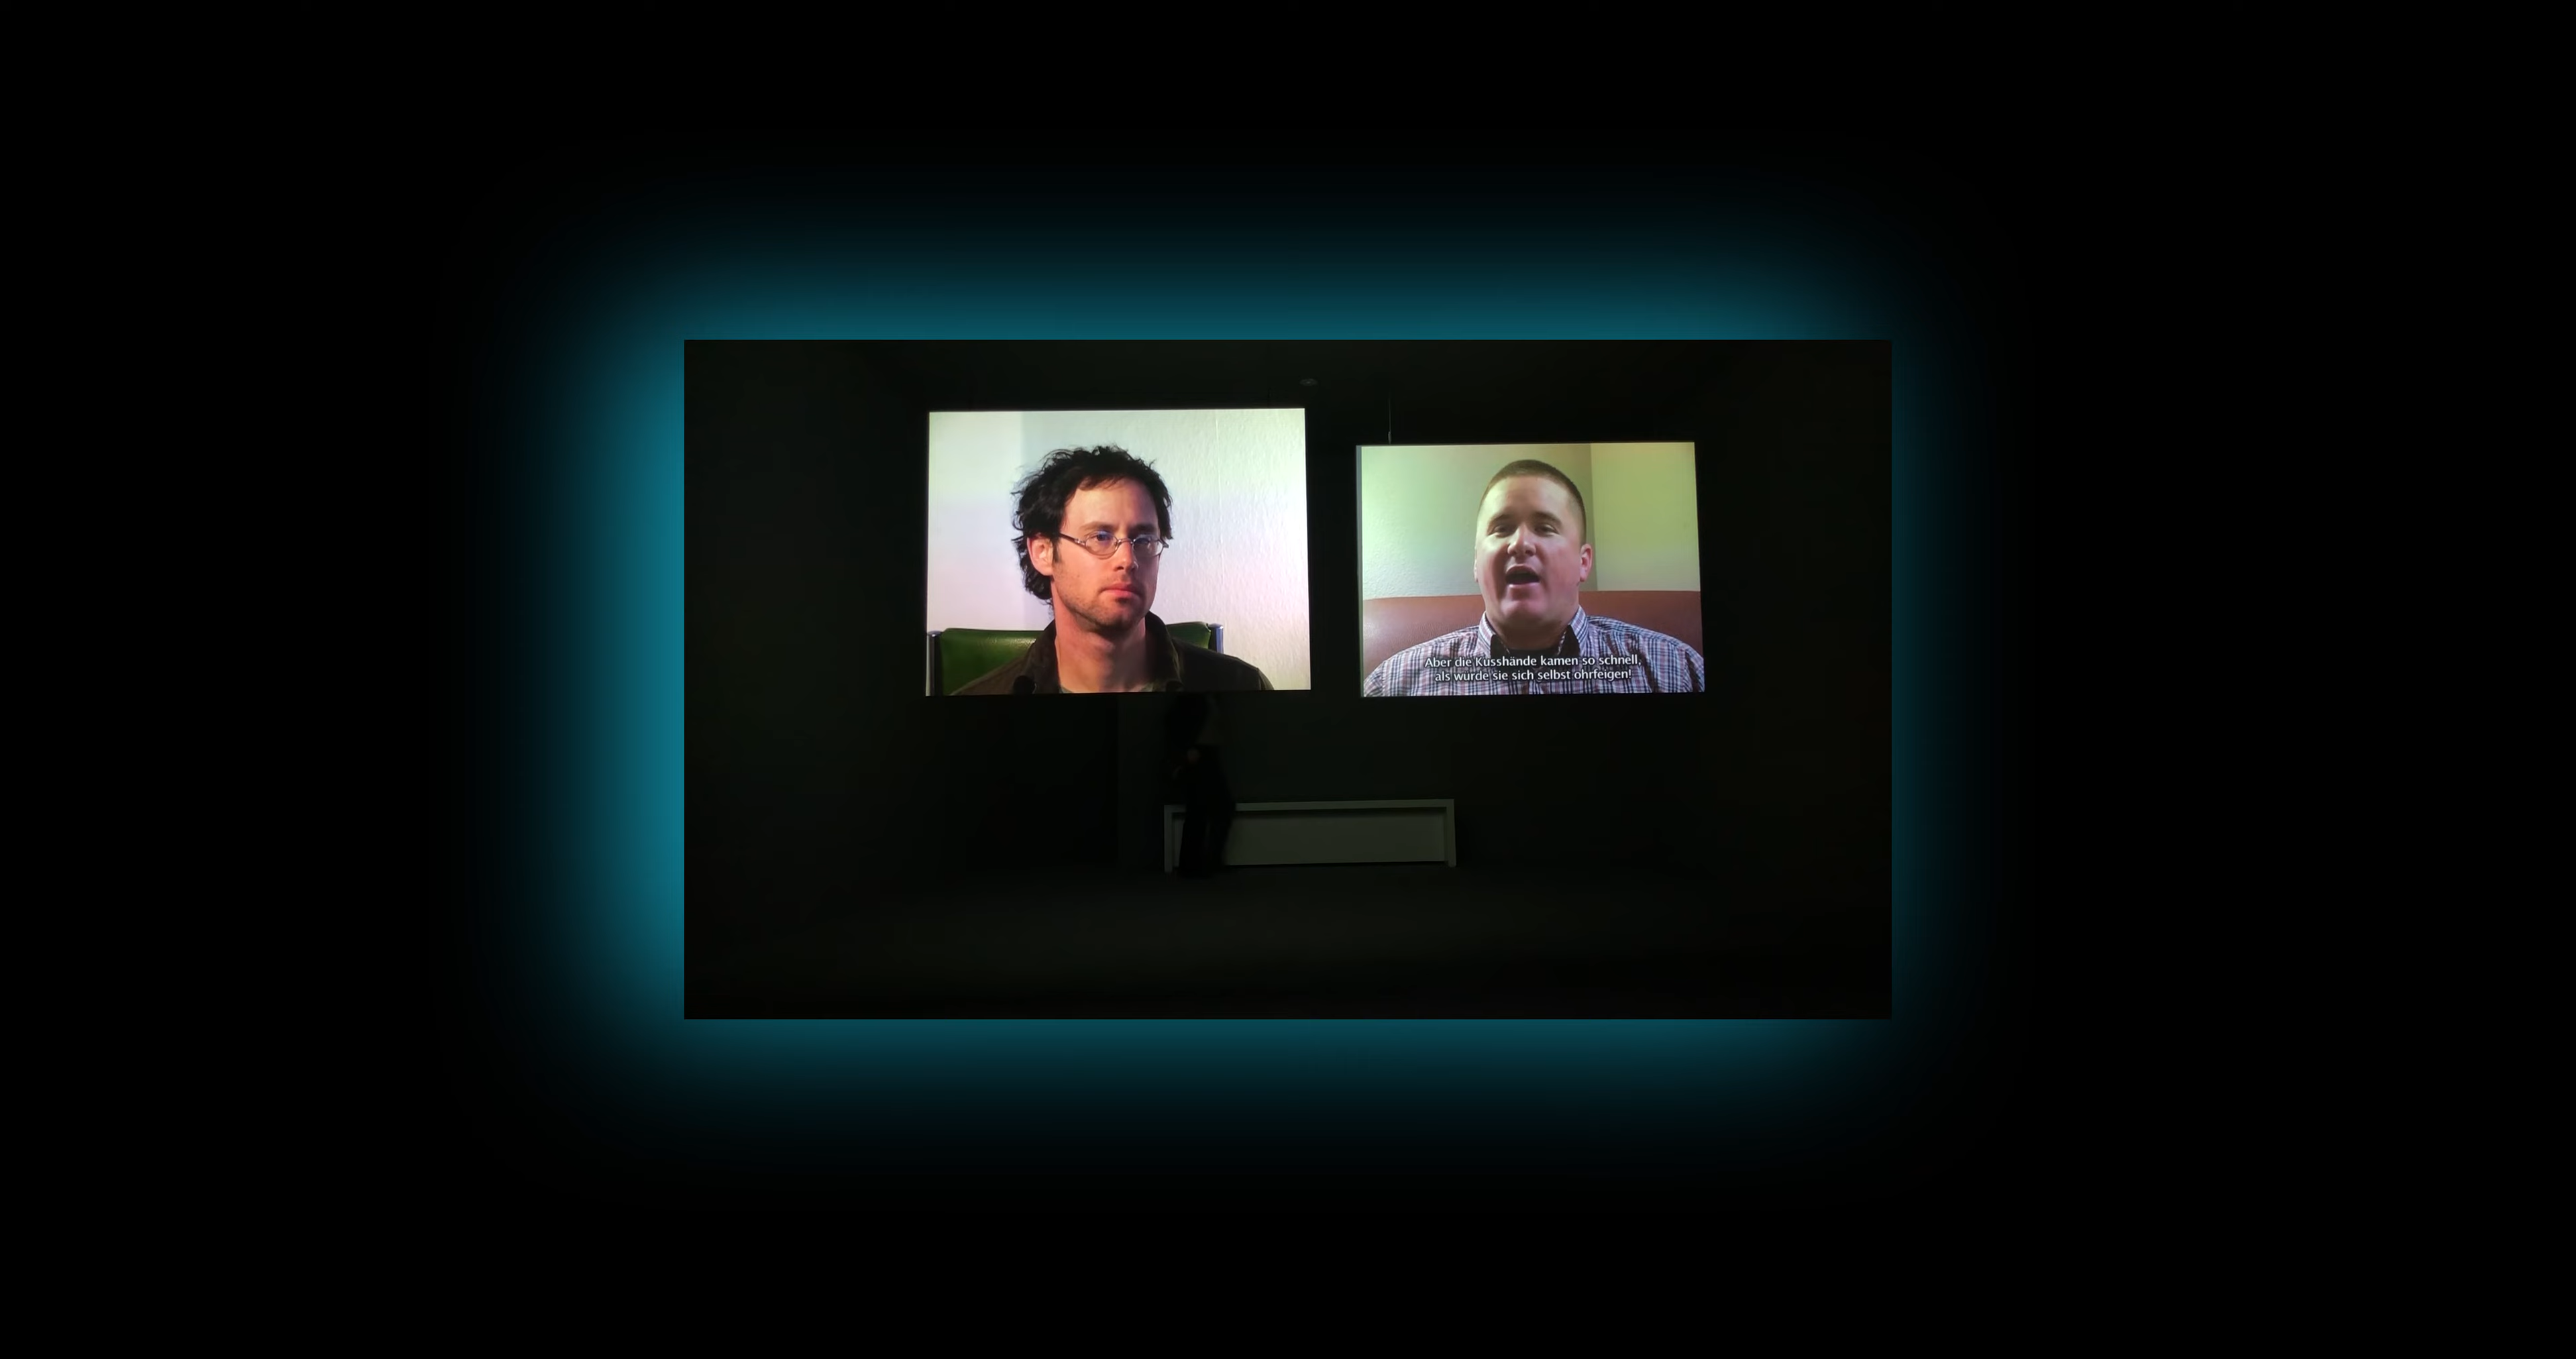 Aber die Kusshände kamen so schnell,
als würde sie sich selbst ohrfeigen!